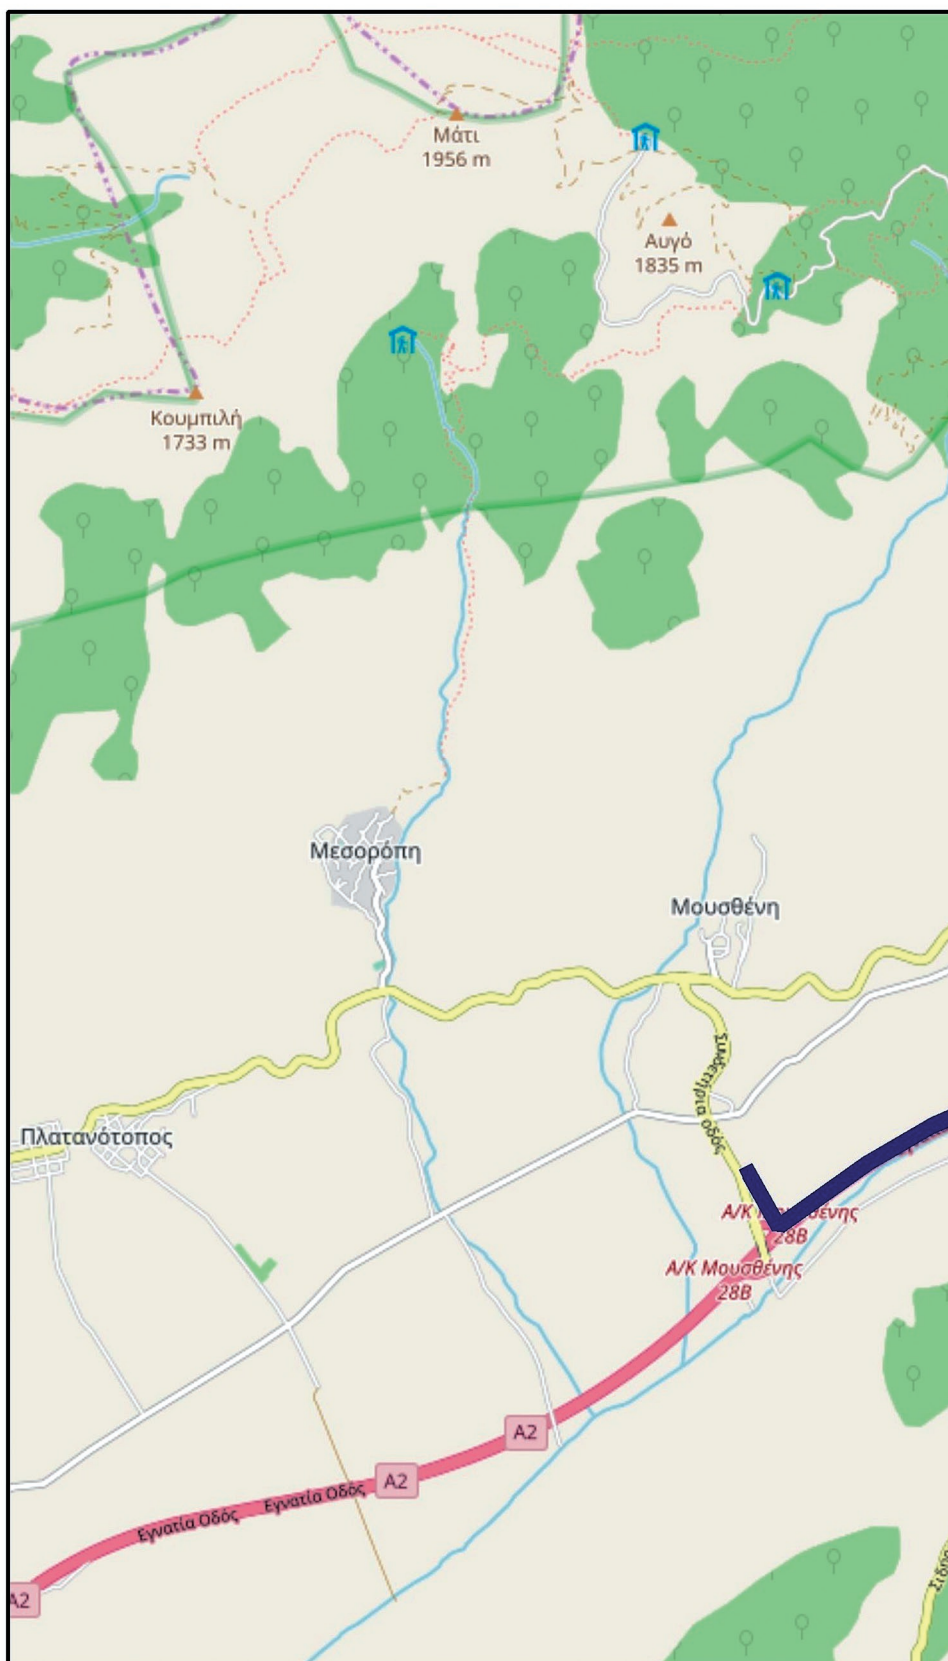 Μάτι
1956 m
Αυγό
1835 m
Κουμπιλή
1733 m
Μεσορόπη
Μουσθένη
Συνδετήρια οδός
Πλατανότοπος
Α/Κ
28B
Α/Κ Μουσθένης
28B
A2
A2
Εγνατία Οδός
Εγνατία Οδός
A2